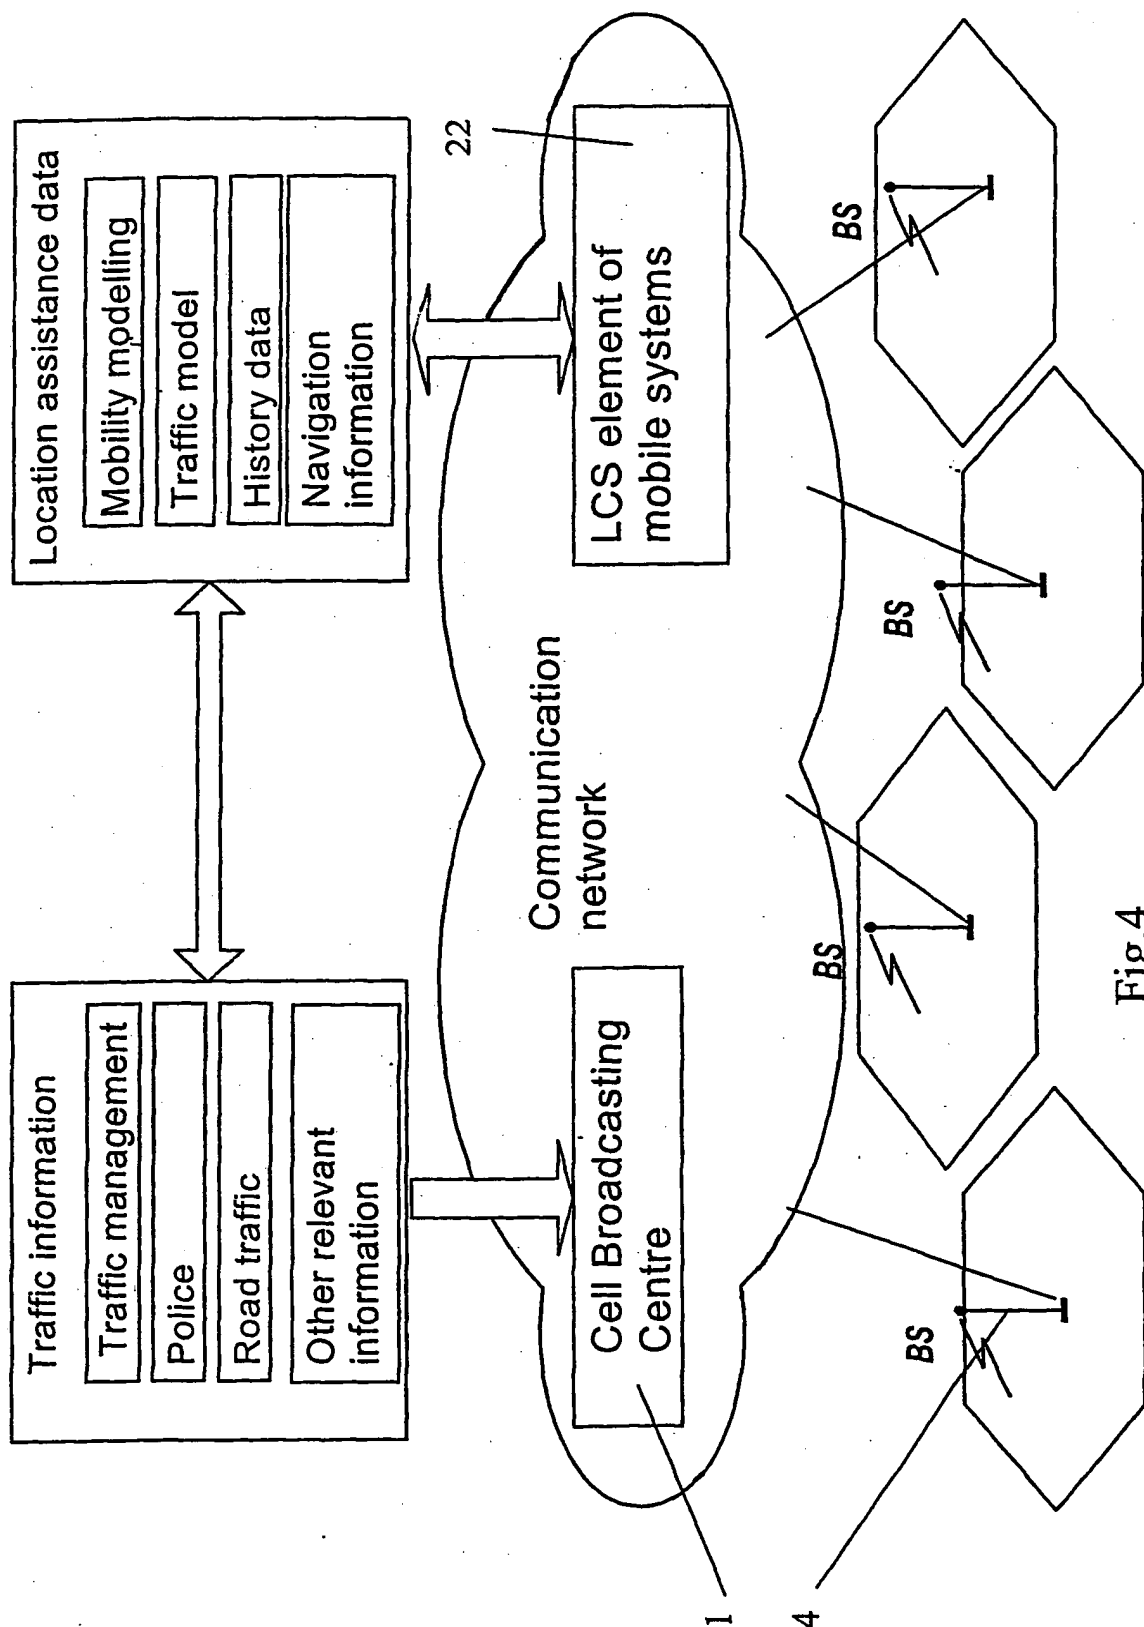 Traffic information
Traffic management
Police
Road traffic
Other relevant
information
Location assistance data
Mobility modelling
Traffic model
History data
Navigation
information
Communication
network
Cell Broadcasting
Centre
LCS element of
mobile systems
22
1
4
BS
BS
BS
BS
Fig.4